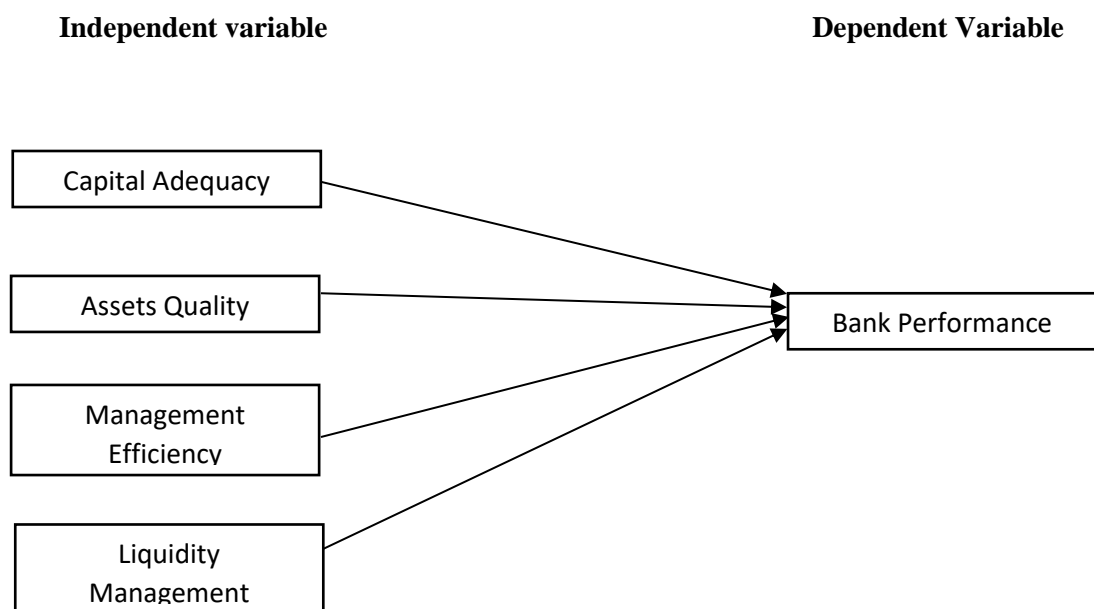 Independent variable
Dependent Variable
Capital Adequacy
Assets Quality
Bank Performance
Management
Efficiency
Liquidity
Management